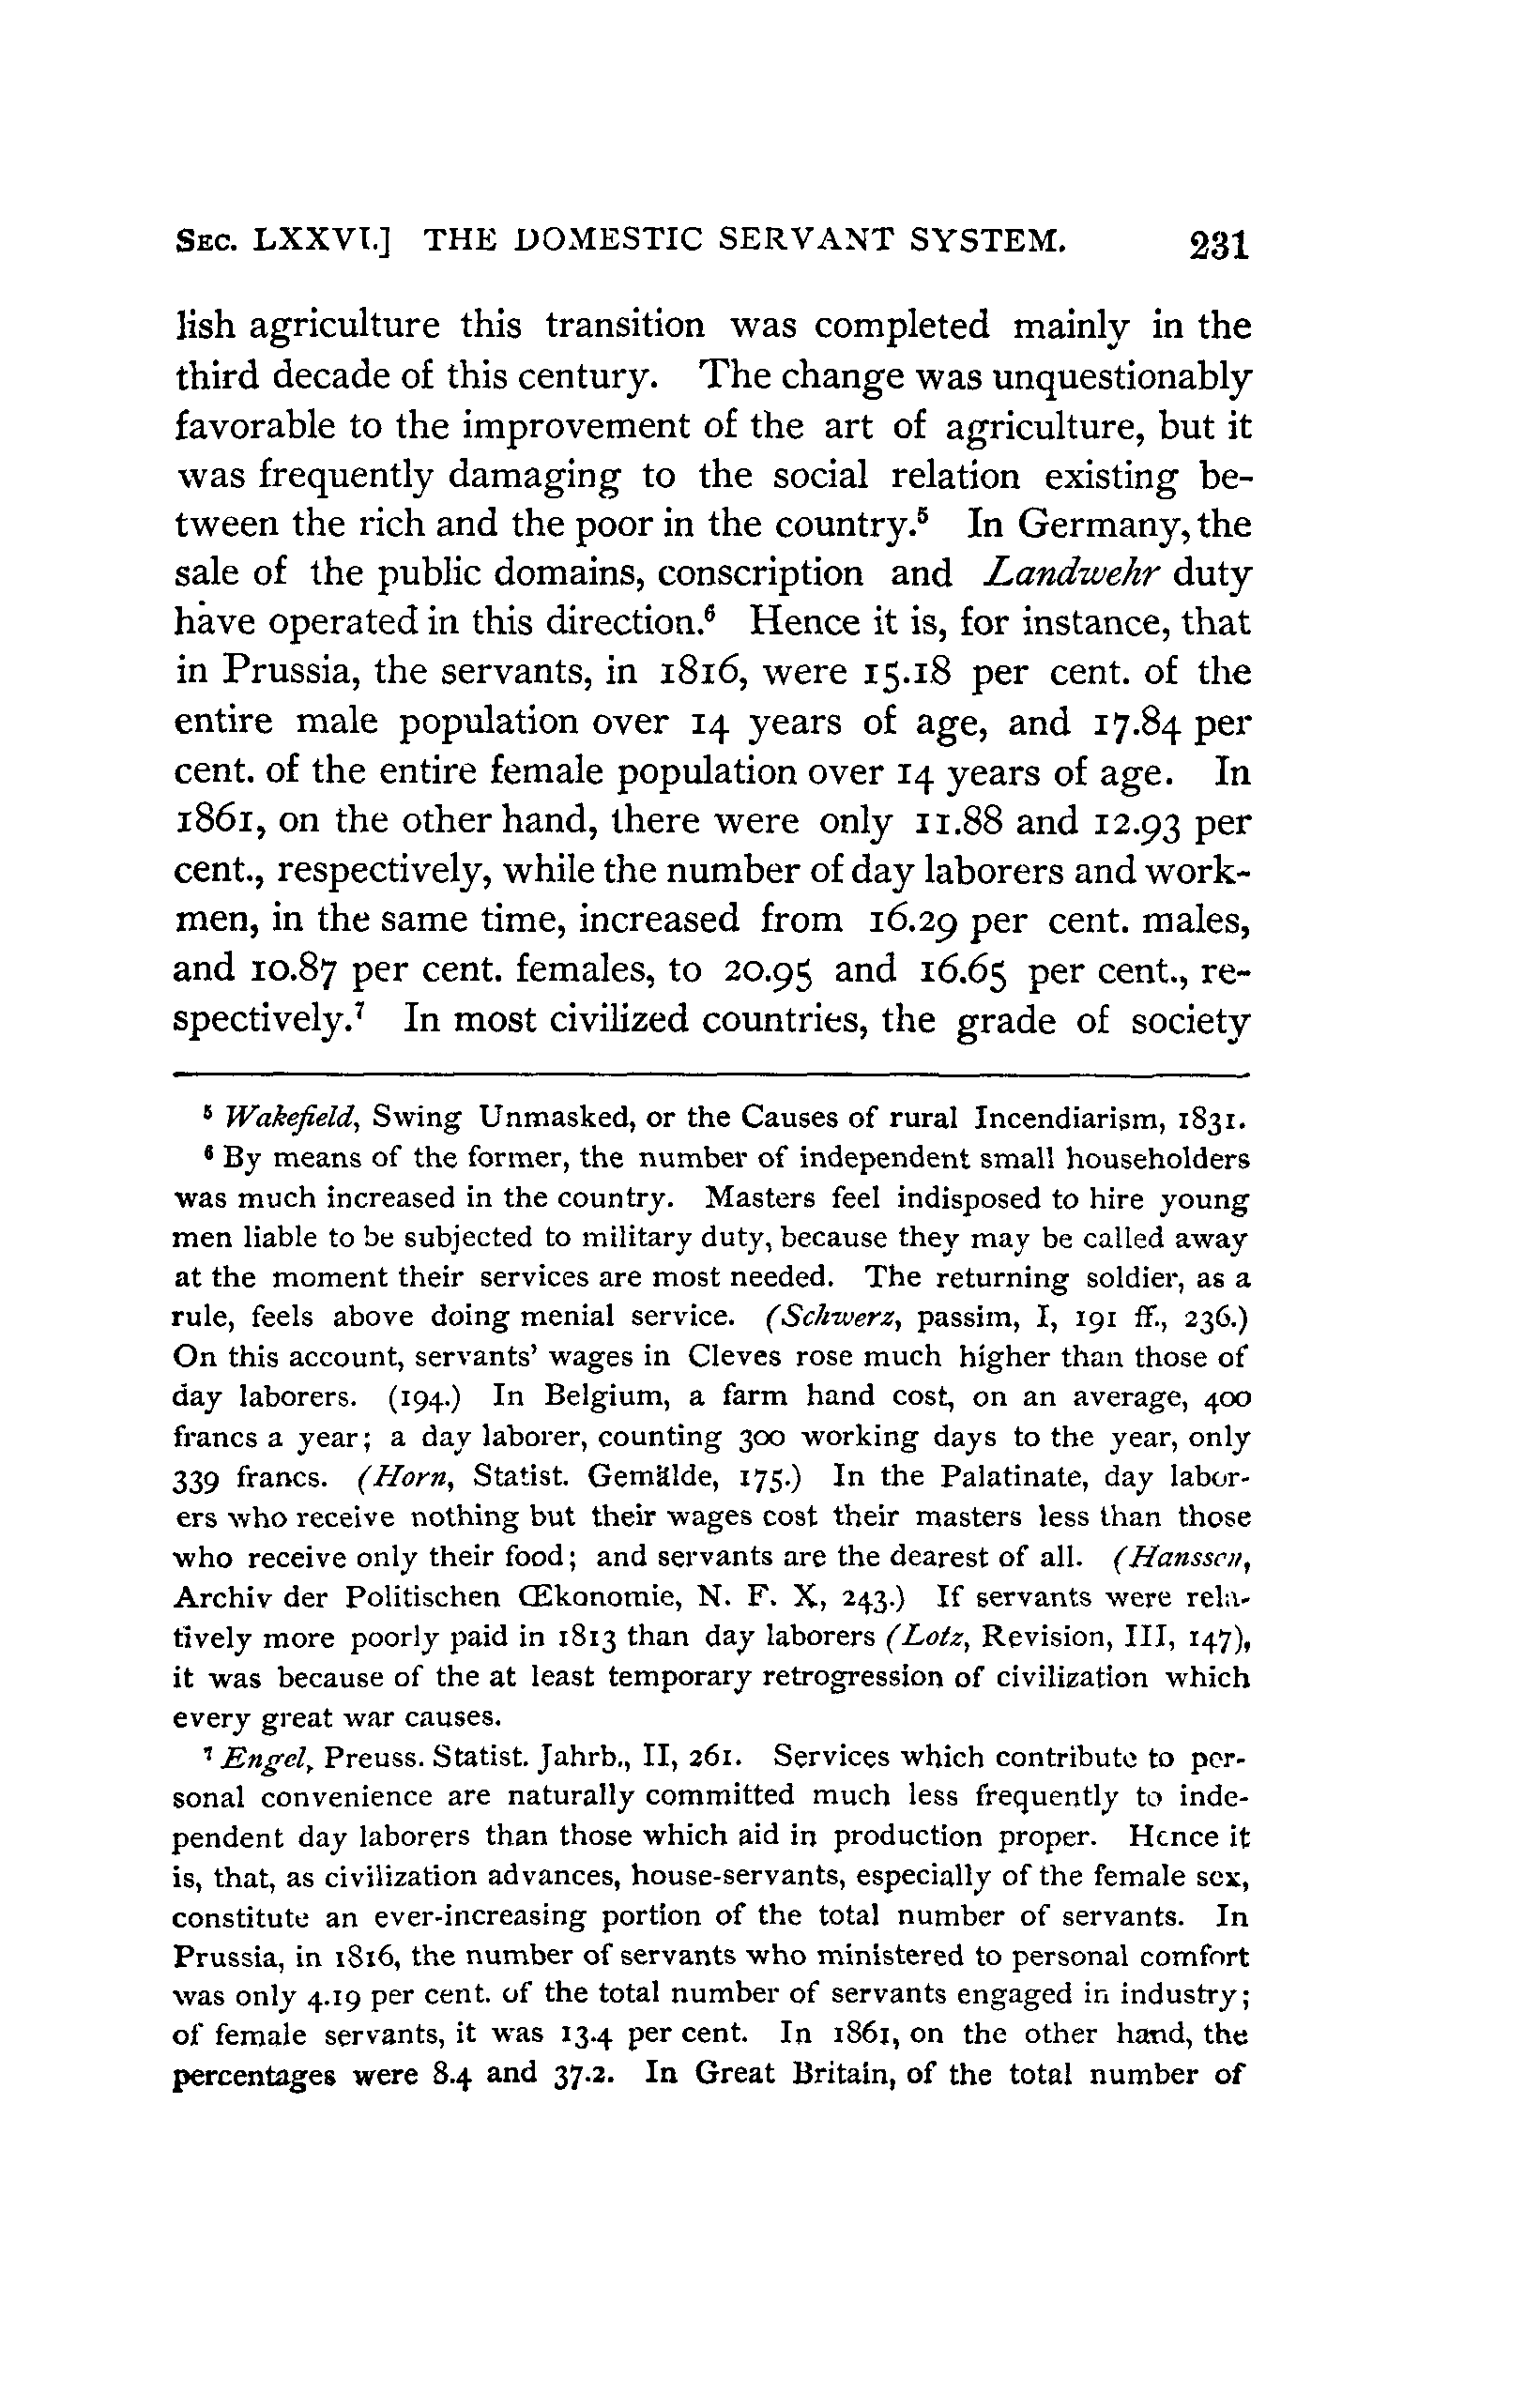 SEC. LXXVI.] THE DOMESTIC SERVANT SYSTEM. 231
lish agriculture this transition was completed mainly in the
third decade of this century. The change was unquestionably
favorable to the improvement of the art of agriculture, but it
was frequently damaging to the social relation existing be-
tween the rich and the poor in the country.⁵ In Germany, the
sale of the public domains, conscription and Landwehr duty
have operated in this direction.⁶ Hence it is, for instance, that
in Prussia, the servants, in 1816, were 15.18 per cent. of the
entire male population over 14 years of age, and 17.84 per
cent. of the entire female population over 14 years of age. In
1861, on the other hand, there were only 11.88 and 12.93 per
cent., respectively, while the number of day laborers and work-
men, in the same time, increased from 16.29 per cent. males,
and 10.87 per cent. females, to 20.95 and 16.65 per cent., re-
spectively.⁷ In most civilized countries, the grade of society
⁵ Wakefield, Swing Unmasked, or the Causes of rural Incendiarism, 1831.
⁶ By means of the former, the number of independent small householders
was much increased in the country. Masters feel indisposed to hire young
men liable to be subjected to military duty, because they may be called away
at the moment their services are most needed. The returning soldier, as a
rule, feels above doing menial service. (Schwerz, passim, I, 191 ff., 236.)
On this account, servants' wages in Cleves rose much higher than those of
day laborers. (194.) In Belgium, a farm hand cost, on an average, 400
francs a year; a day laborer, counting 300 working days to the year, only
339 francs. (Horn, Statist. Gemälde, 175.) In the Palatinate, day labor-
ers who receive nothing but their wages cost their masters less than those
who receive only their food; and servants are the dearest of all. (Hanssen,
Archiv der Politischen Œkonomie, N. F. X, 243.) If servants were rela-
tively more poorly paid in 1813 than day laborers (Lotz, Revision, III, 147),
it was because of the at least temporary retrogression of civilization which
every great war causes.
⁷ Engel, Preuss. Statist. Jahrb., II, 261. Services which contribute to per-
sonal convenience are naturally committed much less frequently to inde-
pendent day laborers than those which aid in production proper. Hence it
is, that, as civilization advances, house-servants, especially of the female sex,
constitute an ever-increasing portion of the total number of servants. In
Prussia, in 1816, the number of servants who ministered to personal comfort
was only 4.19 per cent. of the total number of servants engaged in industry;
of female servants, it was 13.4 per cent. In 1861, on the other hand, the
percentages were 8.4 and 37.2. In Great Britain, of the total number of